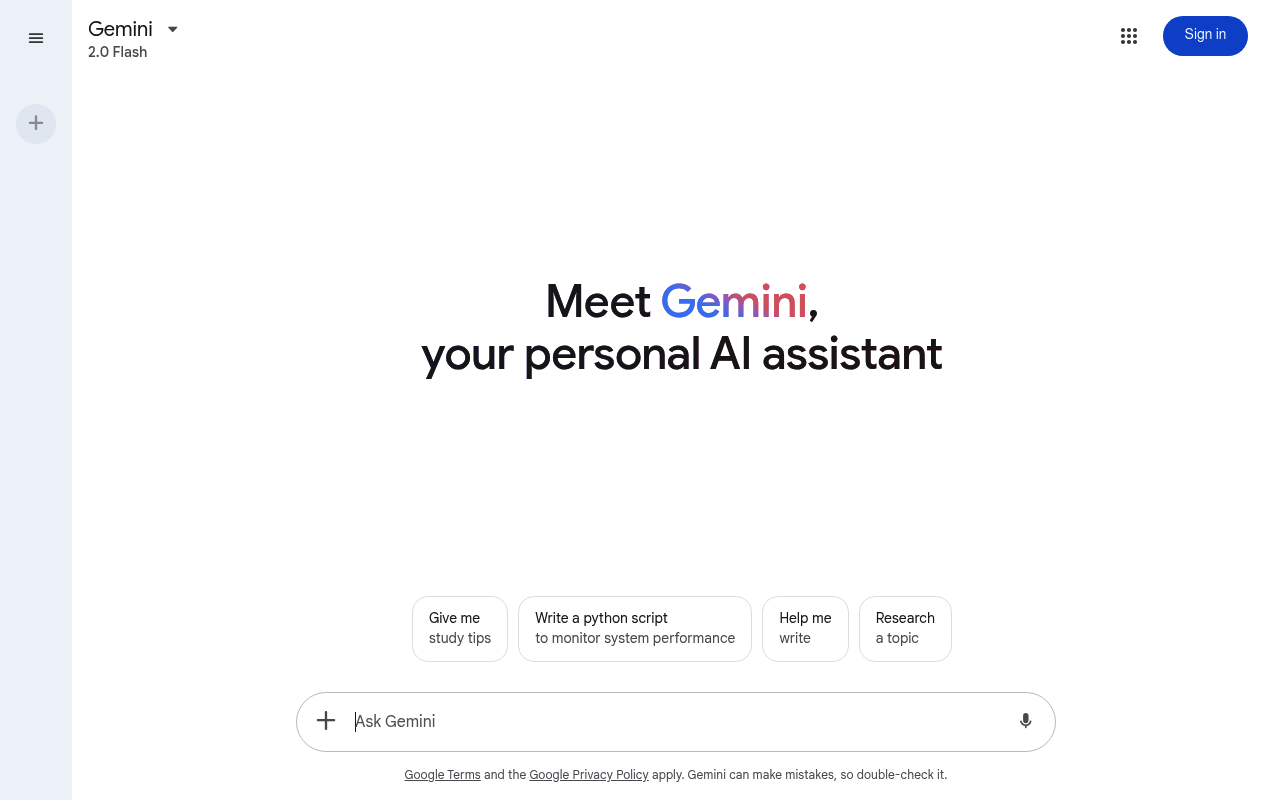 Gemini
2.0 Flash
Sign in
Meet Gemini,
your personal AI assistant
Give me
study tips
Write a python script
to monitor system performance
Help me
write
Research
a topic
Ask Gemini
Google Terms and the Google Privacy Policy apply. Gemini can make mistakes, so double-check it.